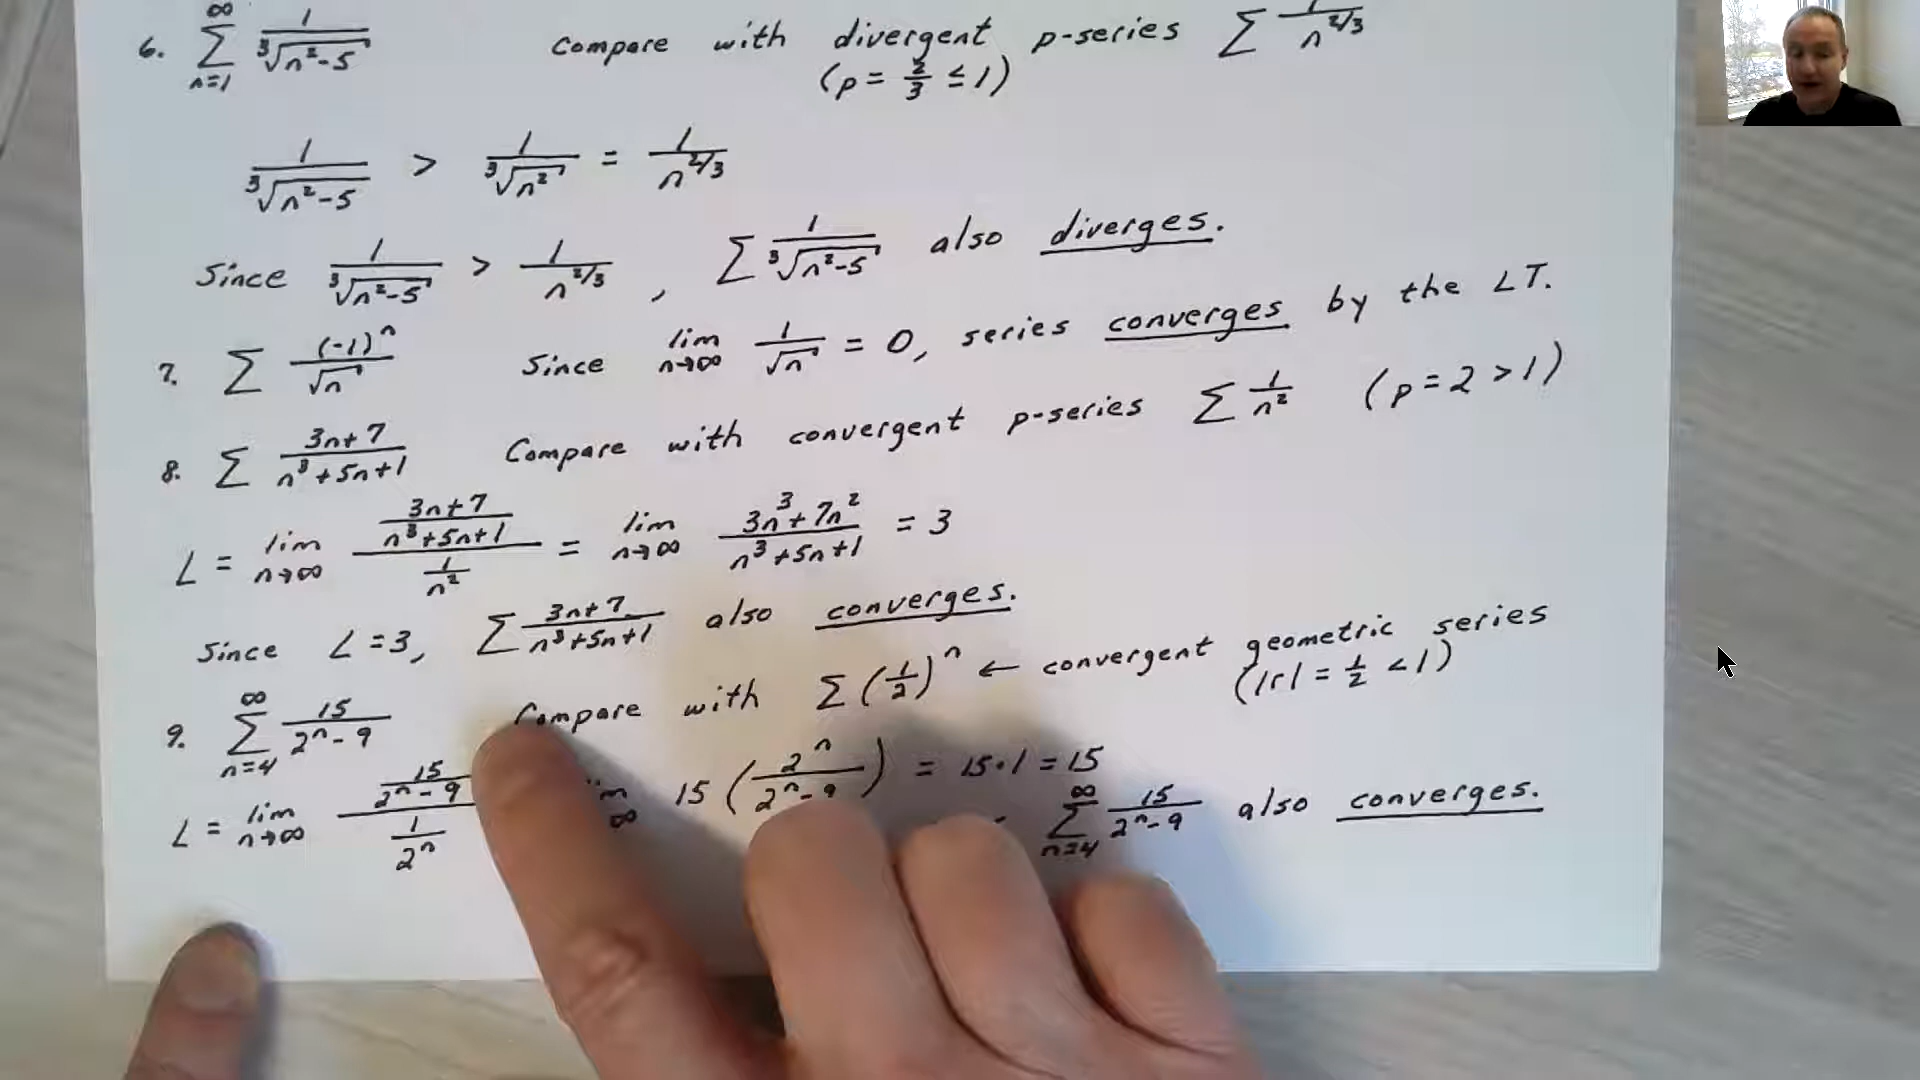 6. ∞∑n=1 1/∛(n²-5) Compare with divergent p-series ∑ 1/n^(2/3)
(p = 2/3 ≤ 1)
1/∛(n²-5) > 1/∛(n²) = 1/n^(2/3)
Since 1/∛(n²-5) > 1/n^(2/3) , ∑ 1/∛(n²-5) also diverges.
7. ∑ (-1)^n/√n Since lim n→∞ 1/√n = 0, series converges by the LT.
8. ∑ (3n+7)/(n³+5n+1) Compare with convergent p-series ∑ 1/n² (p = 2 > 1)
L = lim n→∞ ((3n+7)/(n³+5n+1))/(1/n²) = lim n→∞ (3n³+7n²)/(n³+5n+1) = 3
Since L = 3, ∑ (3n+7)/(n³+5n+1) also converges.
9. ∞∑n=4 15/(2^n-9) Compare with ∑ (1/2)^n ← convergent geometric series
(|r| = 1/2 < 1)
L = lim n→∞ (15/(2^n-9))/(1/2^n) 15 (2^n/(2^n-9)) = 15·1 = 15
∞∑n=4 15/(2^n-9) also converges.